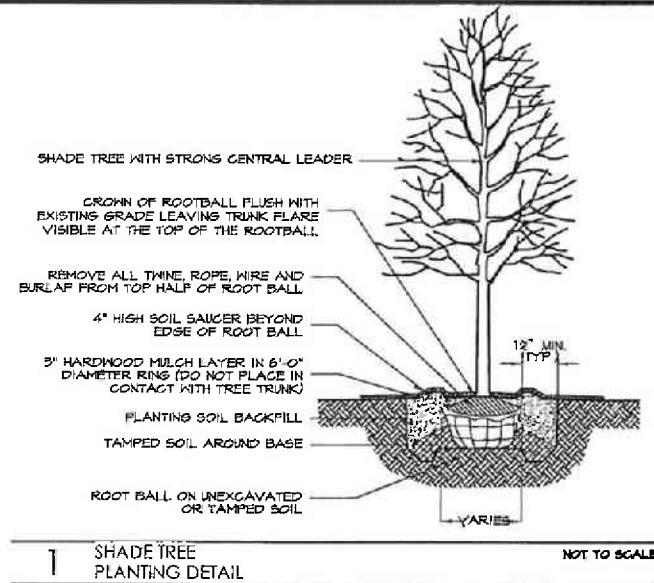 SHADE TREE WITH STRONG CENTRAL LEADER
CROWN OF ROOTBALL FLUSH WITH
EXISTING GRADE LEAVING TRUNK FLARE
VISIBLE AT THE TOP OF THE ROOTBALL
REMOVE ALL TWINE, ROPE, WIRE AND
BURLAP FROM TOP HALF OF ROOT BALL
4" HIGH SOIL SAUCER BEYOND
EDGE OF ROOT BALL
12" MIN.
TYP
3" HARDWOOD MULCH LAYER IN 6'-0"
DIAMETER RING (DO NOT PLACE IN
CONTACT WITH TREE TRUNK)
PLANTING SOIL BACKFILL
TAMPED SOIL AROUND BASE
ROOT BALL ON UNEXCAVATED
OR TAMPED SOIL
VARIES
1 SHADE TREE
PLANTING DETAIL
NOT TO SCALE